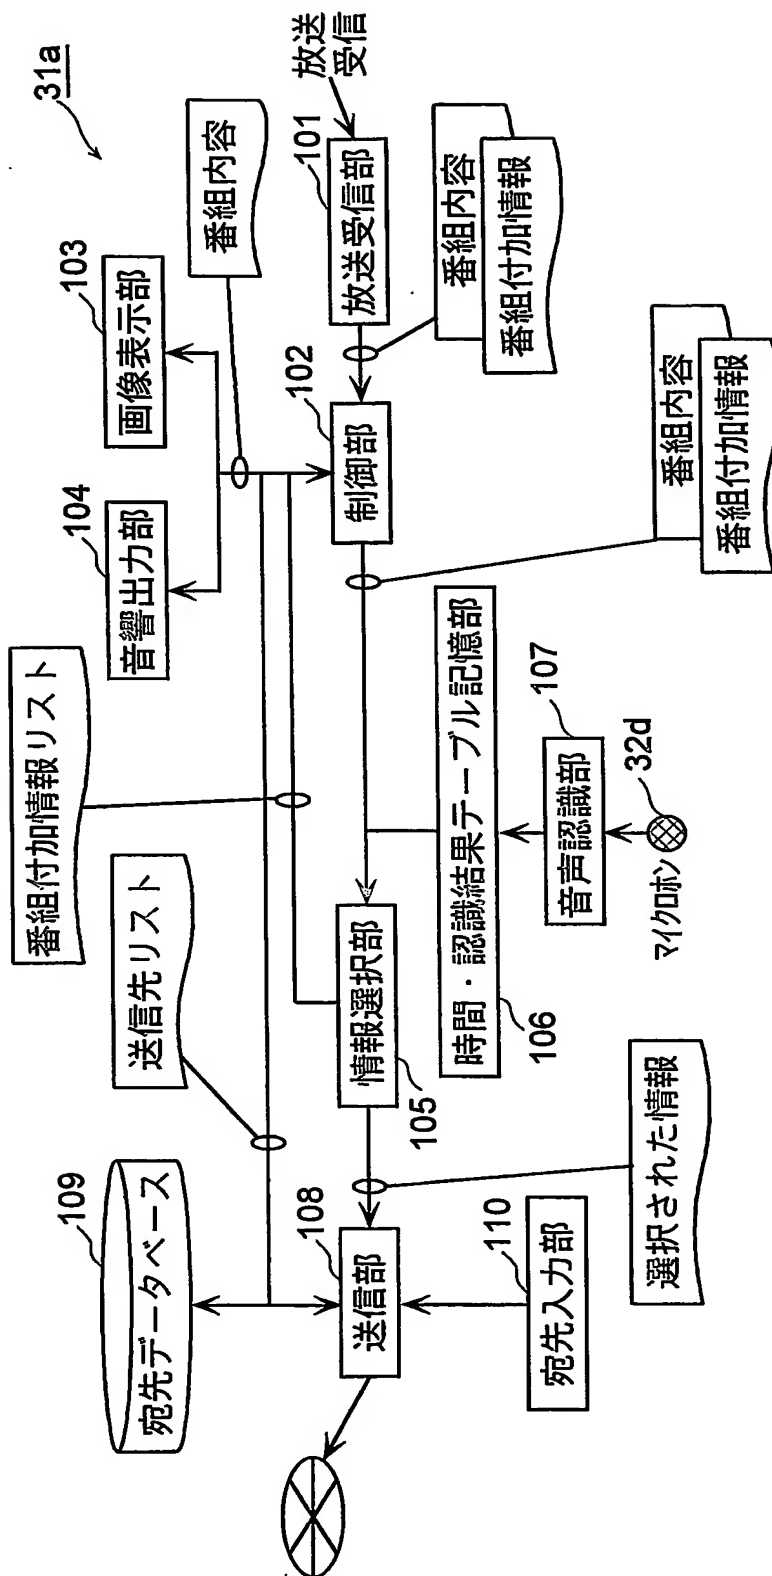 31a
放送
受信
101
放送受信部
番組内容
番組付加情報
102
制御部
番組内容
103
画像表示部
104
音響出力部
番組内容
番組付加情報
番組付加情報リスト
送信先リスト
情報選択部
105
時間・認識結果テーブル記憶部
106
音声認識部
107
32d
マイクロホン
選択された情報
109
宛先データベース
108
送信部
110
宛先入力部